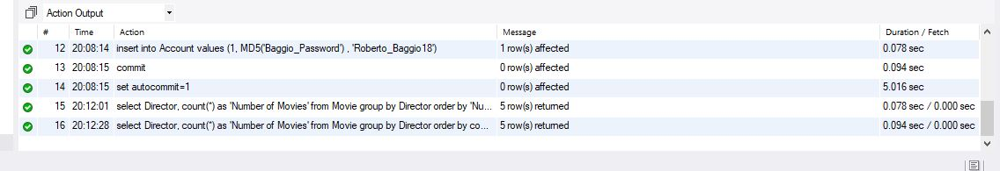 Action Output
# Time Action Message Duration / Fetch
12 20:08:14 insert into Account values (1, MD5('Baggio_Password') , 'Roberto_Baggio18') 1 row(s) affected 0.078 sec
13 20:08:15 commit 0 row(s) affected 0.094 sec
14 20:08:15 set autocommit=1 0 row(s) affected 5.016 sec
15 20:12:01 select Director, count(*) as 'Number of Movies' from Movie group by Director order by 'Nu... 5 row(s) returned 0.078 sec / 0.000 sec
16 20:12:28 select Director, count(*) as 'Number of Movies' from Movie group by Director order by co... 5 row(s) returned 0.094 sec / 0.000 sec